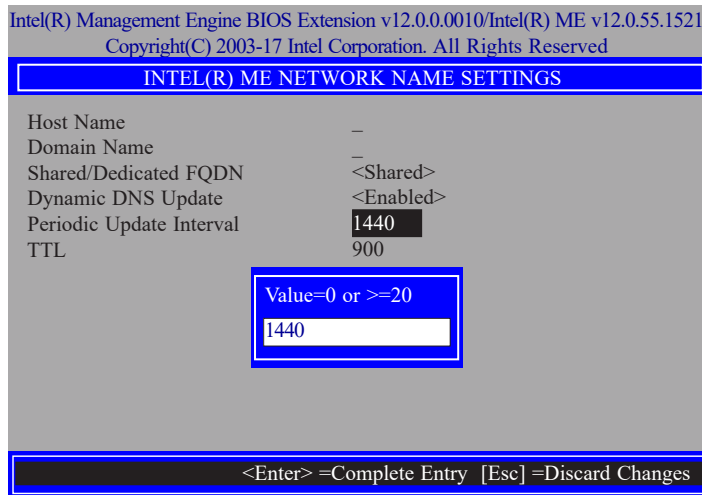 Intel(R) Management Engine BIOS Extension v12.0.0.0010/Intel(R) ME v12.0.55.1521
Copyright(C) 2003-17 Intel Corporation. All Rights Reserved
INTEL(R) ME NETWORK NAME SETTINGS
Host Name _
Domain Name _
Shared/Dedicated FQDN <Shared>
Dynamic DNS Update <Enabled>
Periodic Update Interval 1440
TTL 900
Value=0 or >=20
1440
<Enter> =Complete Entry [Esc] =Discard Changes